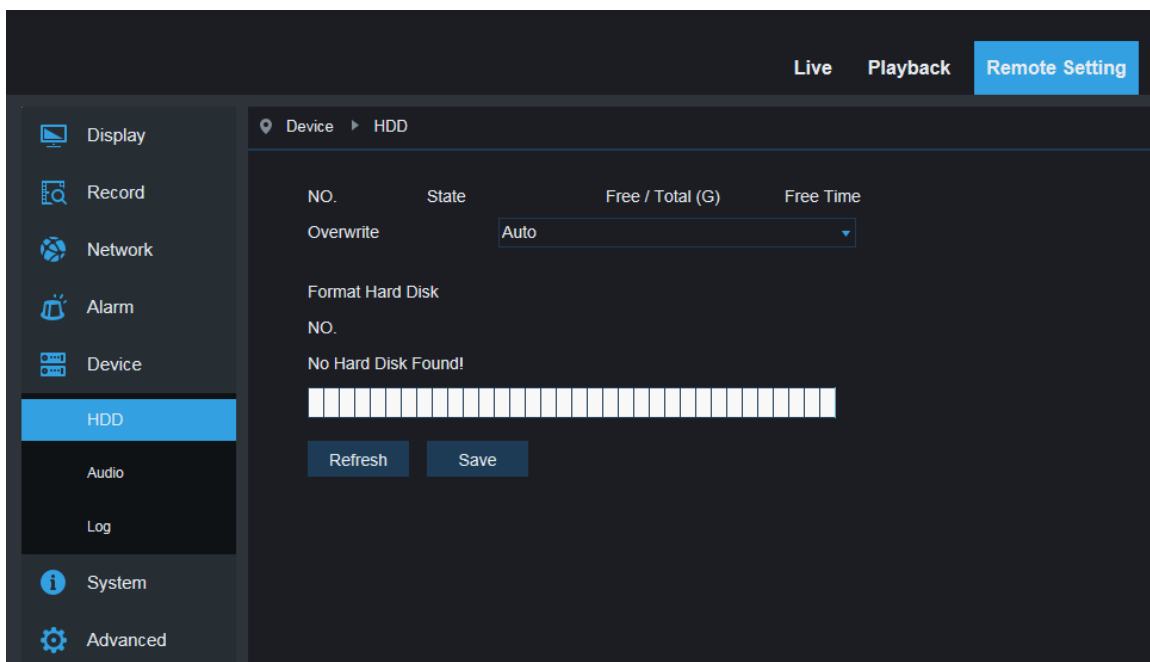 Live Playback Remote Setting
Display
Record
Network
Alarm
Device
HDD
Audio
Log
System
Advanced
Device HDD
NO. State Free / Total (G) Free Time
Overwrite Auto
Format Hard Disk
NO.
No Hard Disk Found!
Refresh Save